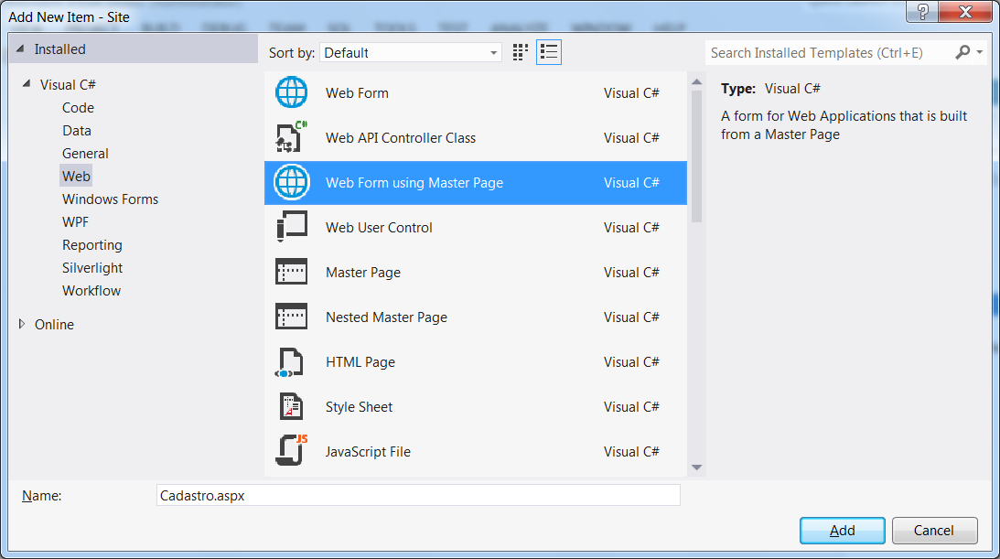 Add New Item - Site
Installed
Sort by: Default
Search Installed Templates (Ctrl+E)
Visual C#
Code
Data
General
Web
Windows Forms
WPF
Reporting
Silverlight
Workflow
Online
Web Form Visual C#
C#
Web API Controller Class Visual C#
Web Form using Master Page Visual C#
Web User Control Visual C#
Master Page Visual C#
Nested Master Page Visual C#
HTML Page Visual C#
Style Sheet Visual C#
JS
JavaScript File Visual C#
Type: Visual C#
A form for Web Applications that is built
from a Master Page
Name: Cadastro.aspx
Add Cancel